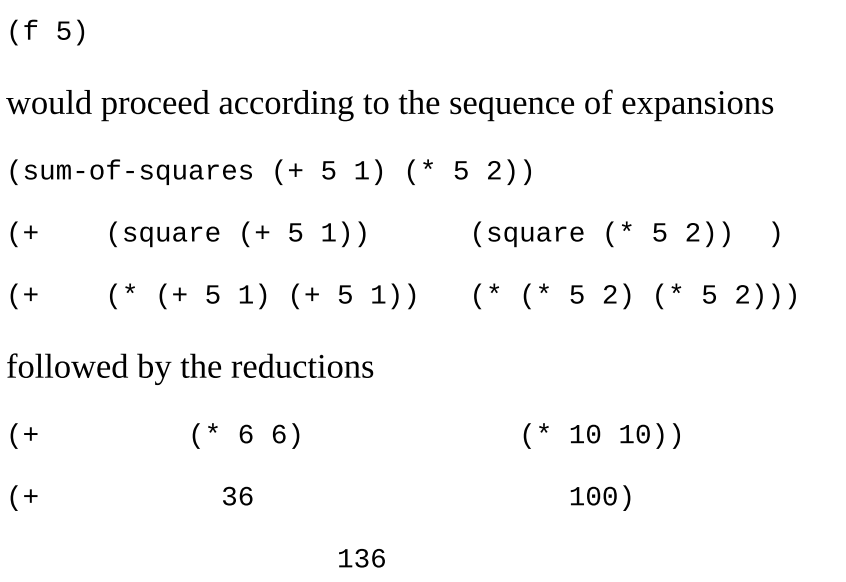 (f 5)
would proceed according to the sequence of expansions
(sum-of-squares (+ 5 1) (* 5 2))
(+    (square (+ 5 1))      (square (* 5 2))  )
(+    (* (+ 5 1) (+ 5 1))   (* (* 5 2) (* 5 2)))
followed by the reductions
(+         (* 6 6)             (* 10 10))
(+           36                   100)
                    136